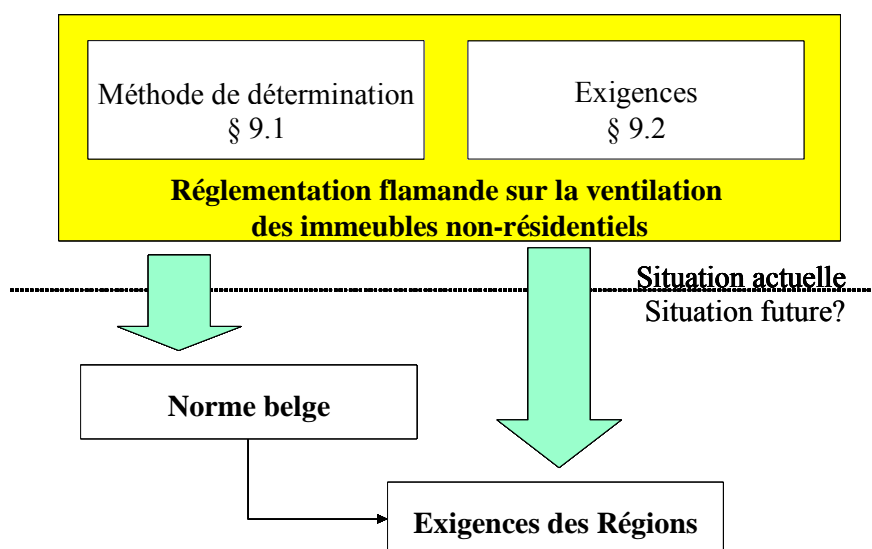 Méthode de détermination
§ 9.1
Exigences
§ 9.2
Réglementation flamande sur la ventilation
des immeubles non-résidentiels
Situation actuelle
Situation future?
Norme belge
Exigences des Régions